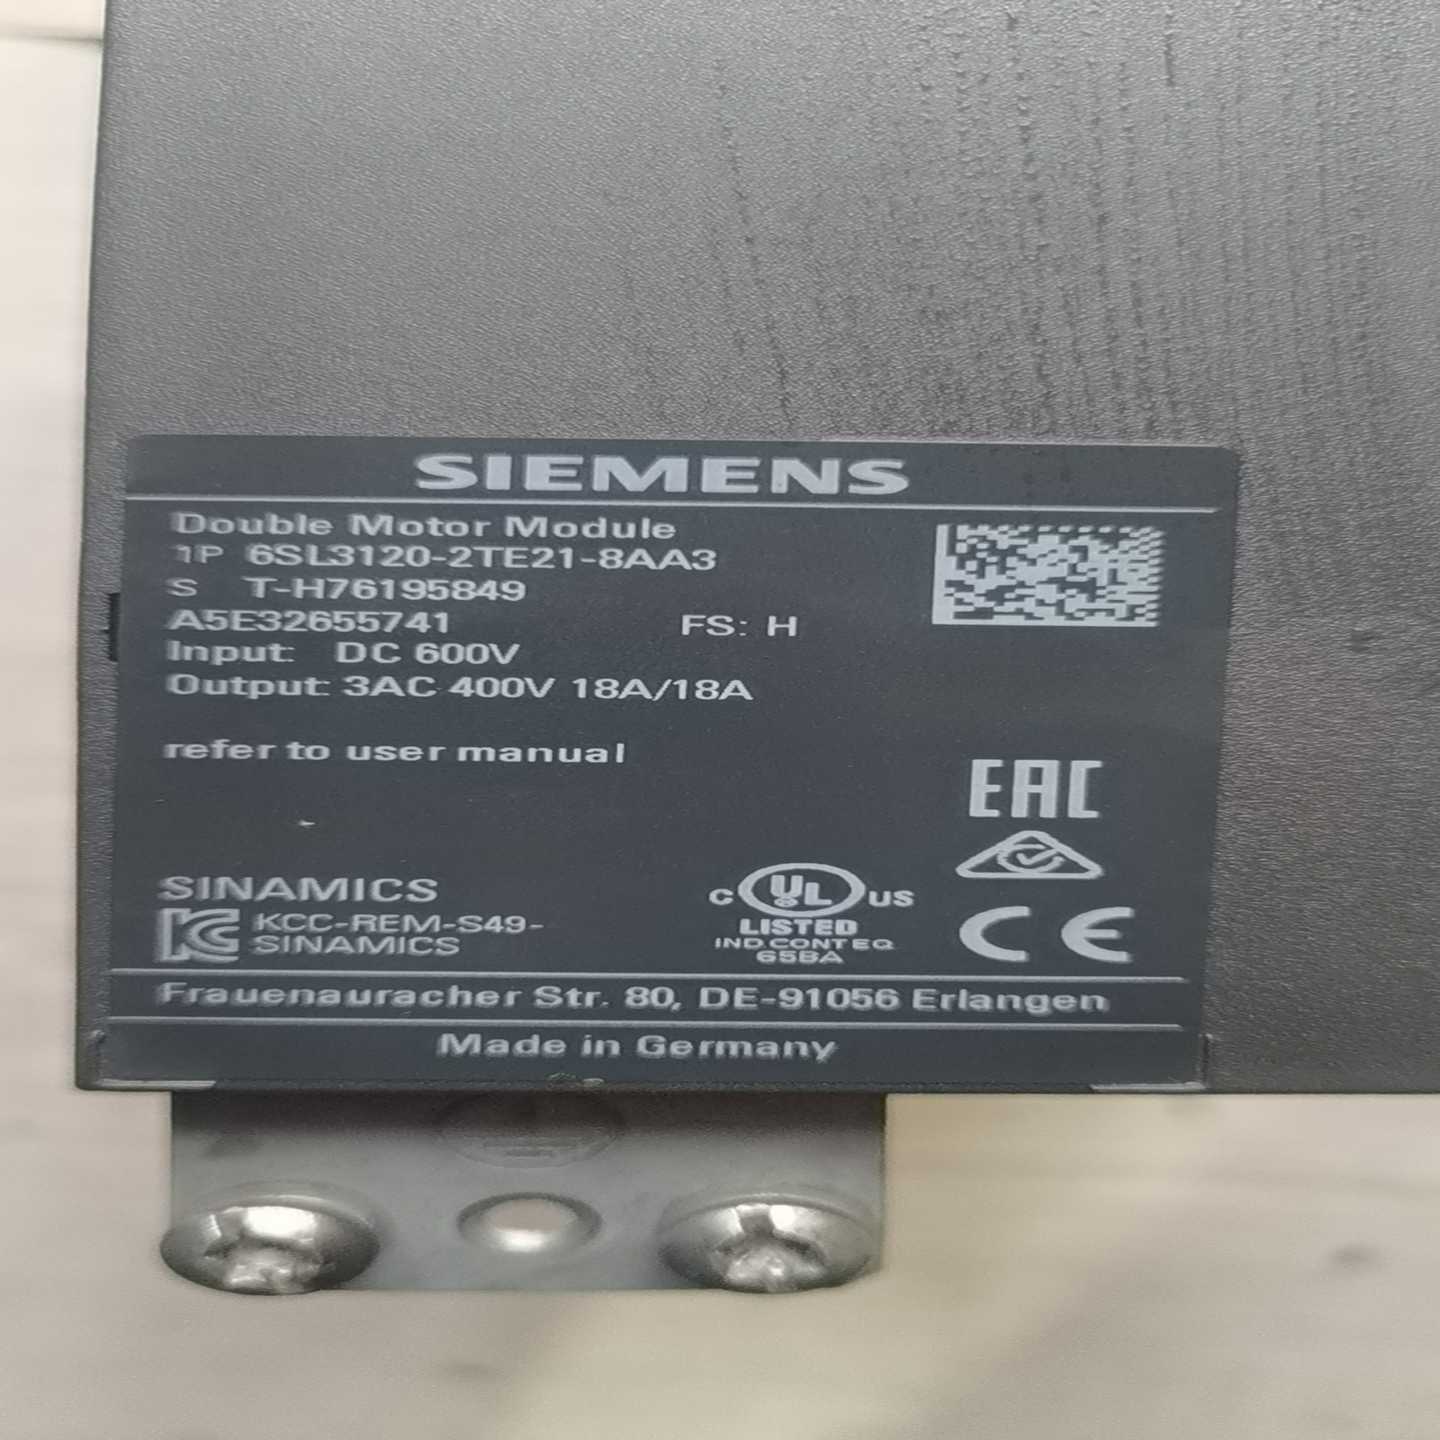 SIEMENS
Double Motor Module
1P 6SL3120-2TE21-8AA3
S T-H76195849
A5E32655741 FS: H
Input: DC 600V
Output: 3AC 400V 18A/18A
refer to user manual
EAC
SINAMICS
KCC-REM-S49-
SINAMICS
C UL US
LISTED
IND.CONT.EQ
65BA
CE
Frauenauracher Str. 80, DE-91056 Erlangen
Made in Germany